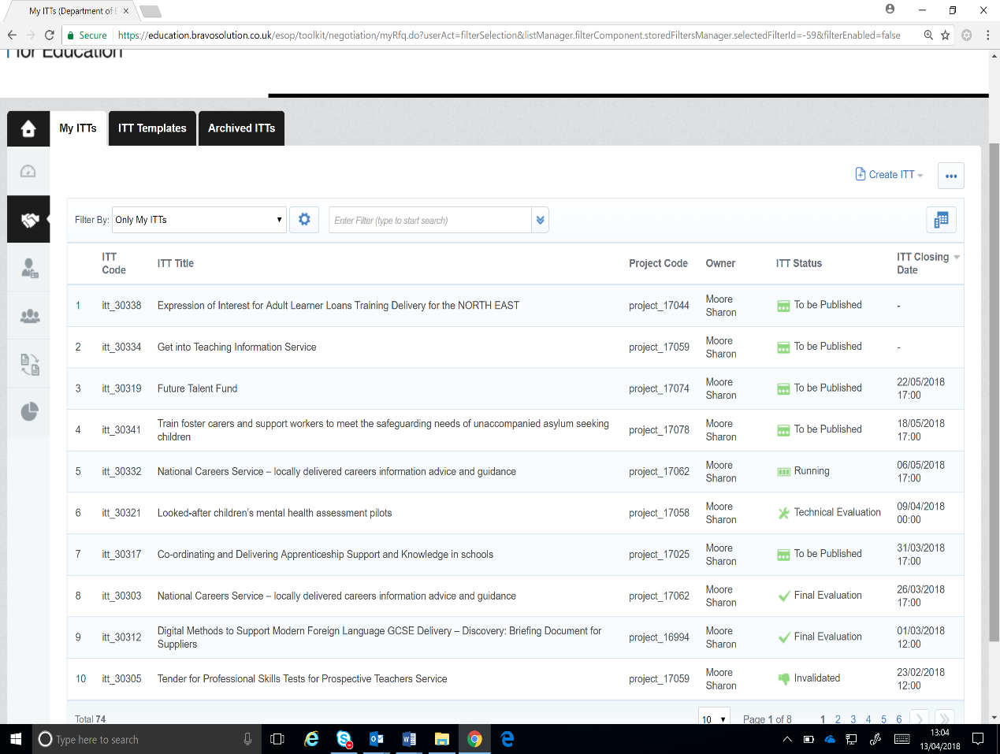 My ITTs (Department of E
Secure
https://education.bravosolution.co.uk/esop/toolkit/negotiation/myRfq.do?userAct=filterSelection&listManager.filterComponent.storedFiltersManager.selectedFilterId=-59&filterEnabled=false
for Education
My ITTs
ITT Templates
Archived ITTs
Create ITT
Filter By: Only My ITTs
Enter Filter (type to start search)
ITT Code ITT Title Project Code Owner ITT Status ITT Closing Date
1 itt_30338 Expression of Interest for Adult Learner Loans Training Delivery for the NORTH EAST project_17044 Moore Sharon To be Published -
2 itt_30334 Get into Teaching Information Service project_17059 Moore Sharon To be Published -
3 itt_30319 Future Talent Fund project_17074 Moore Sharon To be Published 22/05/2018 17:00
4 itt_30341 Train foster carers and support workers to meet the safeguarding needs of unaccompanied asylum seeking children project_17078 Moore Sharon To be Published 18/05/2018 17:00
5 itt_30332 National Careers Service – locally delivered careers information advice and guidance project_17062 Moore Sharon Running 06/05/2018 17:00
6 itt_30321 Looked-after children's mental health assessment pilots project_17058 Moore Sharon Technical Evaluation 09/04/2018 00:00
7 itt_30317 Co-ordinating and Delivering Apprenticeship Support and Knowledge in schools project_17025 Moore Sharon To be Published 31/03/2018 17:00
8 itt_30303 National Careers Service – locally delivered careers information advice and guidance project_17062 Moore Sharon Final Evaluation 26/03/2018 17:00
9 itt_30312 Digital Methods to Support Modern Foreign Language GCSE Delivery – Discovery: Briefing Document for Suppliers project_16994 Moore Sharon Final Evaluation 01/03/2018 12:00
10 itt_30305 Tender for Professional Skills Tests for Prospective Teachers Service project_17059 Moore Sharon Invalidated 23/02/2018 12:00
Total 74
10 Page 1 of 8 1 2 3 4 5 6
Type here to search
13:04
13/04/2018